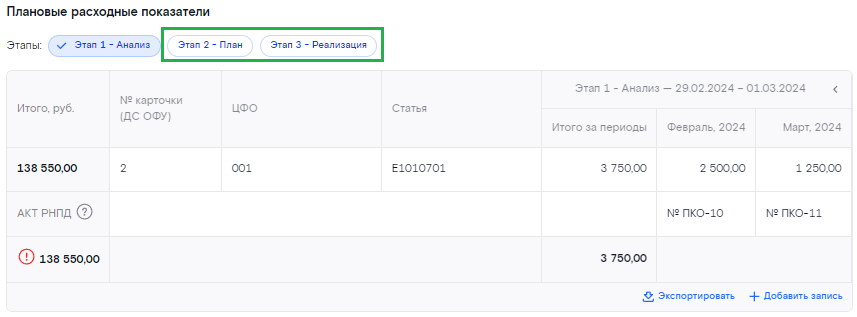 Плановые расходные показатели
Этапы: Этап 1 - Анализ Этап 2 - План Этап 3 - Реализация
Итого, руб. № карточки (ДС ОФУ) ЦФО Статья Этап 1 - Анализ — 29.02.2024 – 01.03.2024
Итого за периоды Февраль, 2024 Март, 2024
138 550,00 2 001 E1010701 3 750,00 2 500,00 1 250,00
АКТ РНПД ? № ПКО-10 № ПКО-11
138 550,00 3 750,00
Экспортировать Добавить запись